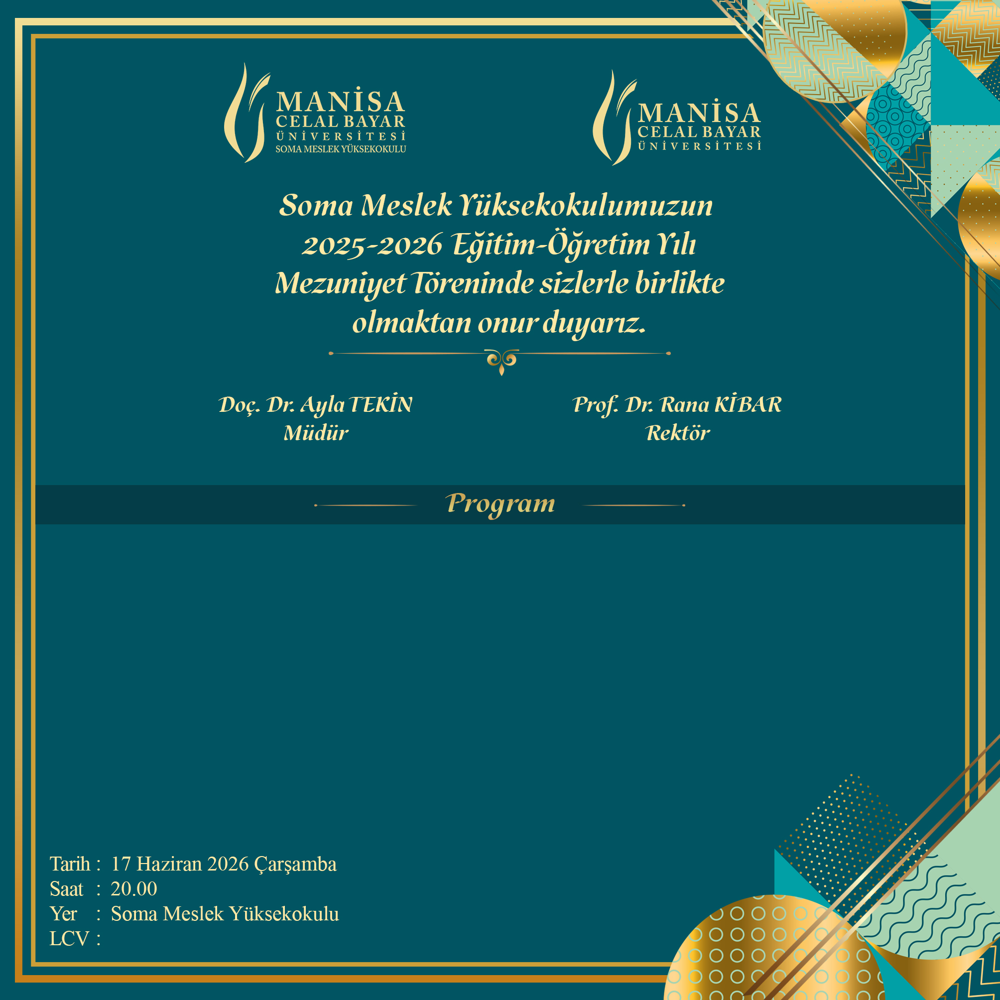 MANİSA
CELAL BAYAR
ÜNİVERSİTESİ
SOMA MESLEK YÜKSEKOKULU
MANİSA
CELAL BAYAR
ÜNİVERSİTESİ
Soma Meslek Yüksekokulumuzun
2025-2026 Eğitim-Öğretim Yılı
Mezuniyet Töreninde sizlerle birlikte
olmaktan onur duyarız.
Doç. Dr. Ayla TEKİN
Müdür
Prof. Dr. Rana KİBAR
Rektör
Program
Tarih : 17 Haziran 2026 Çarşamba
Saat : 20.00
Yer : Soma Meslek Yüksekokulu
LCV :